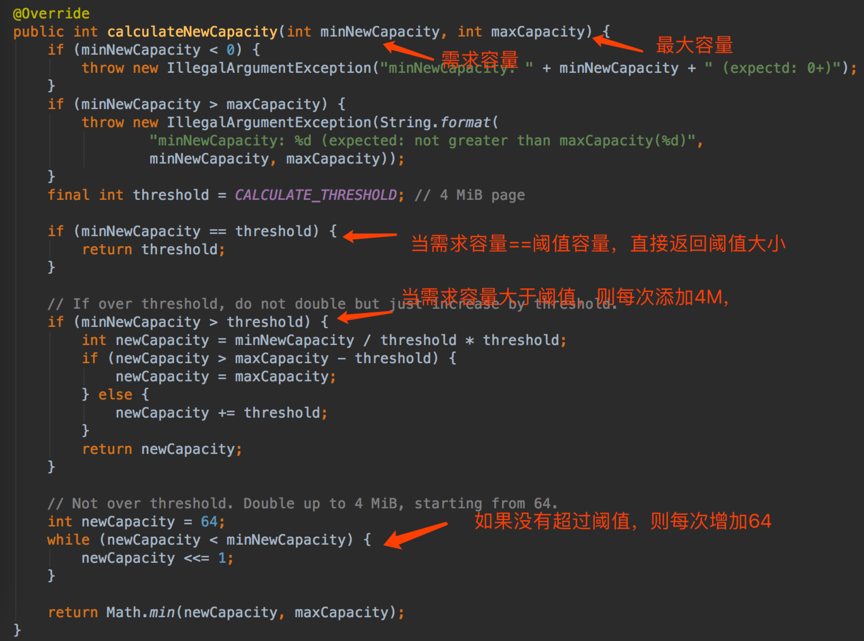 @Override
public int calculateNewCapacity(int minNewCapacity, int maxCapacity) {
最大容量
需求容量
if (minNewCapacity < 0) {
throw new IllegalArgumentException("minNewCapacity: " + minNewCapacity + " (expectd: 0+)");
}
if (minNewCapacity > maxCapacity) {
throw new IllegalArgumentException(String.format(
"minNewCapacity: %d (expected: not greater than maxCapacity(%d)",
minNewCapacity, maxCapacity));
}
final int threshold = CALCULATE_THRESHOLD; // 4 MiB page
if (minNewCapacity == threshold) {
当需求容量==阈值容量，直接返回阈值大小
return threshold;
}
当需求容量大于阈值，则每次添加4M,
// If over threshold, do not double but just increase by threshold.
if (minNewCapacity > threshold) {
int newCapacity = minNewCapacity / threshold * threshold;
if (newCapacity > maxCapacity - threshold) {
newCapacity = maxCapacity;
} else {
newCapacity += threshold;
}
return newCapacity;
}
// Not over threshold. Double up to 4 MiB, starting from 64.
int newCapacity = 64;
如果没有超过阈值，则每次增加64
while (newCapacity < minNewCapacity) {
newCapacity <<= 1;
}
return Math.min(newCapacity, maxCapacity);
}